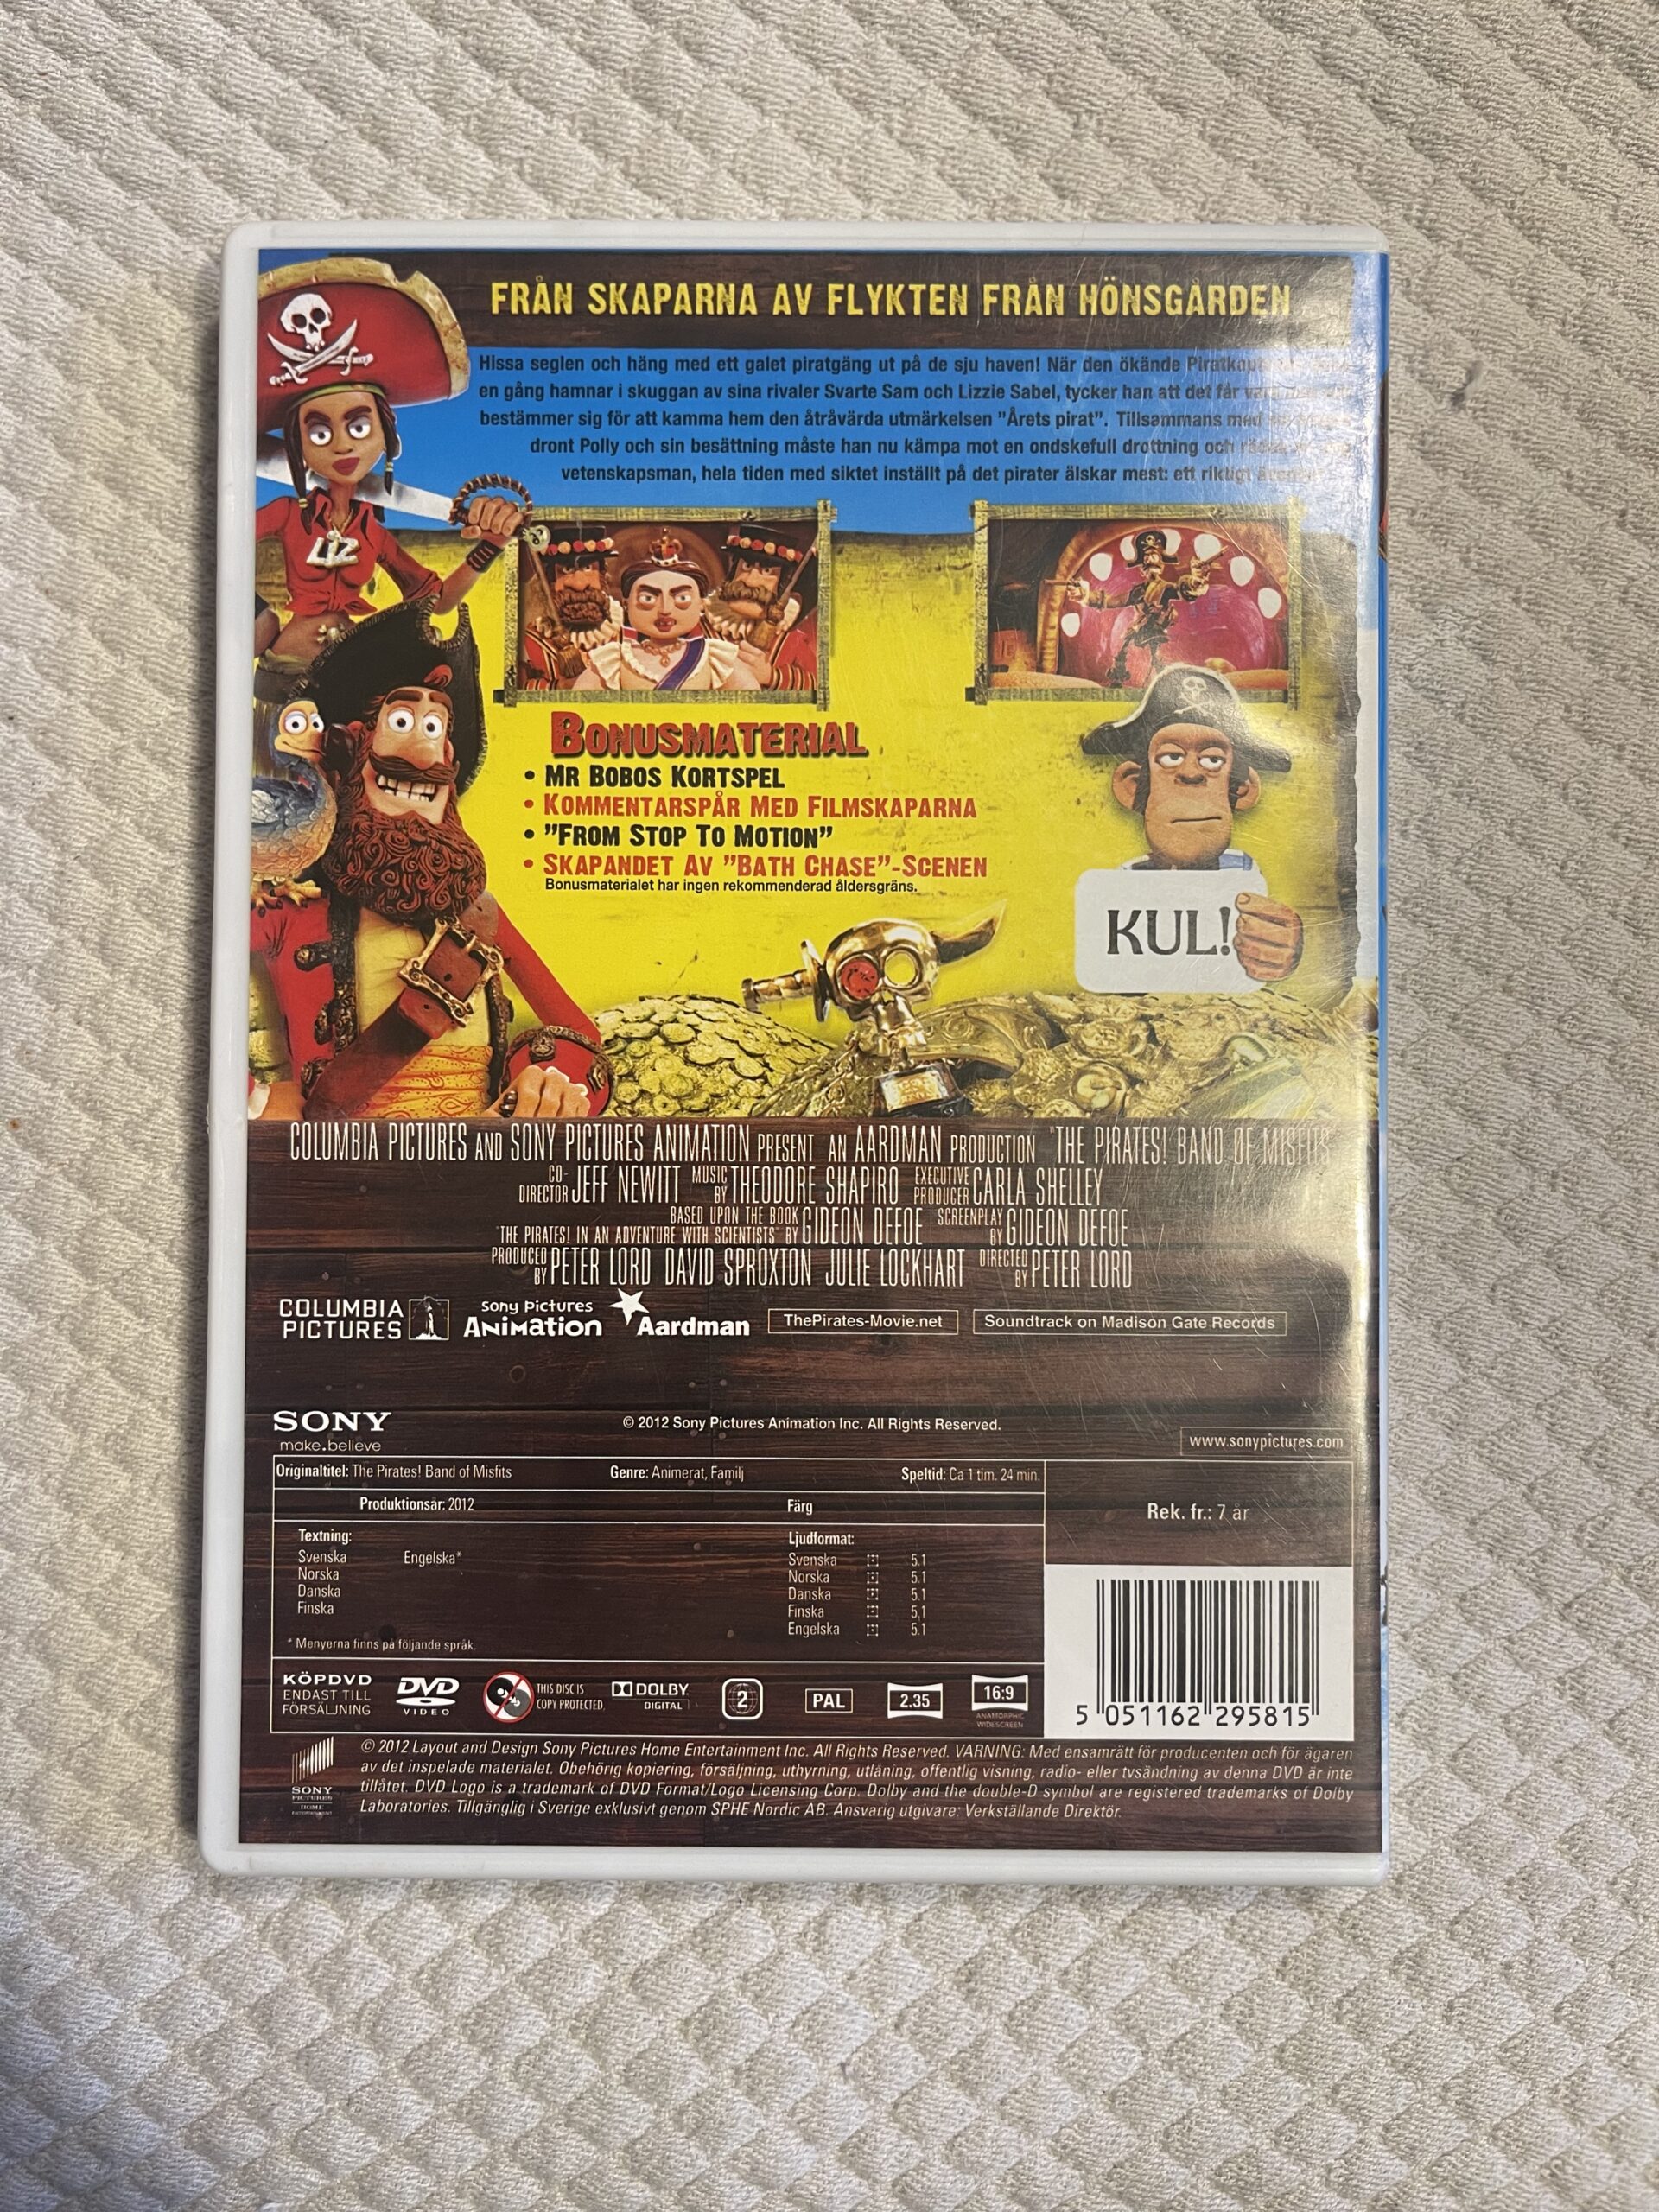 FRÅN SKAPARNA AV FLYKTEN FRÅN HÖNSGÅRDEN
Hissa seglen och häng med ett galet piratgäng ut på de sju haven! När den ökände
en gång hamnar i skuggan av sina rivaler Svarte Sam och Lizzie Sabel, tycker han att det får
bestämmer sig för att kamma hem den åtråvärda utmärkelsen "Årets pirat". Tillsammans med
dront Polly och sin besättning måste han nu kämpa mot en ondskefull drottning och
vetenskapsman, hela tiden med siktet inställt på det pirater älskar mest: ett riktigt
LIZ
BONUSMATERIAL
• MR BOBOS KORTSPEL
• KOMMENTARSPÅR MED FILMSKAPARNA
• "FROM STOP TO MOTION"
• SKAPANDET AV "BATH CHASE"-SCENEN
Bonusmaterialet har ingen rekommenderad åldersgräns.
KUL!
COLUMBIA PICTURES AND SONY PICTURES ANIMATION PRESENT AN AARDMAN PRODUCTION "THE PIRATES! BAND OF MISFITS"
CO-DIRECTOR JEFF NEWITT MUSIC BY THEODORE SHAPIRO EXECUTIVE PRODUCER CARLA SHELLEY
BASED UPON THE BOOK "THE PIRATES! IN AN ADVENTURE WITH SCIENTISTS" BY GIDEON DEFOE SCREENPLAY BY GIDEON DEFOE
PRODUCED BY PETER LORD DAVID SPROXTON JULIE LOCKHART DIRECTED BY PETER LORD
COLUMBIA PICTURES
Sony Pictures Animation
Aardman
ThePirates-Movie.net
Soundtrack on Madison Gate Records
SONY
make.believe
© 2012 Sony Pictures Animation Inc. All Rights Reserved.
www.sonypictures.com
Originaltitel: The Pirates! Band of Misfits Genre: Animerat, Familj Speltid: Ca 1 tim. 24 min.
Produktionsår: 2012 Färg
Rek. fr.: 7 år
Textning:
Svenska Engelska*
Norska
Danska
Finska
* Menyerna finns på följande språk.
Ljudformat:
Svenska 5.1
Norska 5.1
Danska 5.1
Finska 5.1
Engelska 5.1
KÖPDVD
ENDAST TILL
FÖRSÄLJNING
DVD
VIDEO
THIS DISC IS
COPY PROTECTED.
DOLBY
DIGITAL
2
PAL
2.35
16:9
ANAMORPHIC
WIDESCREEN
5 051162 295815
SONY
PICTURES
HOME
ENTERTAINMENT
© 2012 Layout and Design Sony Pictures Home Entertainment Inc. All Rights Reserved. VARNING: Med ensamrätt för producenten och för ägaren
av det inspelade materialet. Obehörig kopiering, försäljning, uthyrning, utlåning, offentlig visning, radio- eller tvsändning av denna DVD är inte
tillåtet. DVD Logo is a trademark of DVD Format/Logo Licensing Corp. Dolby and the double-D symbol are registered trademarks of Dolby
Laboratories. Tillgänglig i Sverige exklusivt genom SPHE Nordic AB. Ansvarig utgivare: Verkställande Direktör.